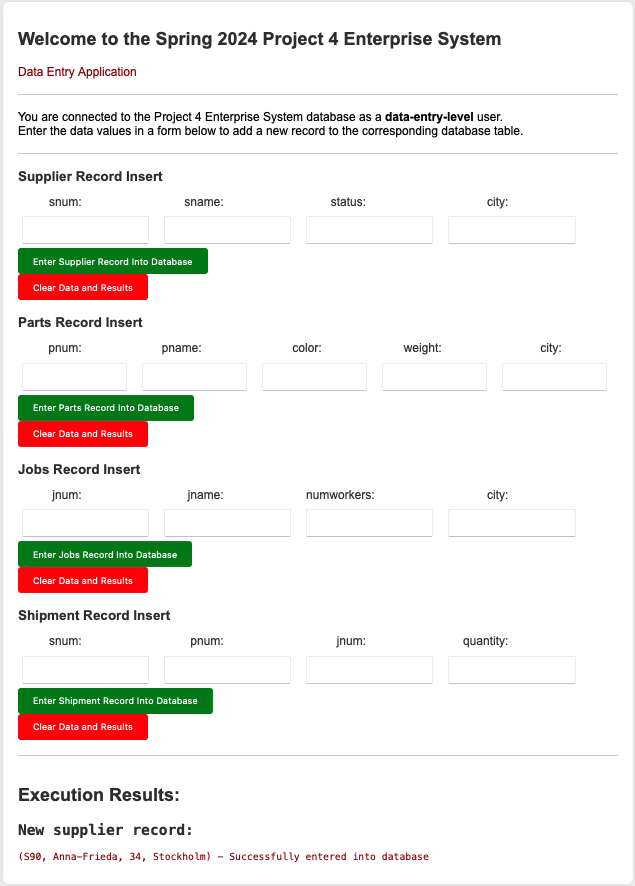 Welcome to the Spring 2024 Project 4 Enterprise System
Data Entry Application
You are connected to the Project 4 Enterprise System database as a data-entry-level user.
Enter the data values in a form below to add a new record to the corresponding database table.
Supplier Record Insert
snum: sname: status: city:
Enter Supplier Record Into Database
Clear Data and Results
Parts Record Insert
pnum: pname: color: weight: city:
Enter Parts Record Into Database
Clear Data and Results
Jobs Record Insert
jnum: jname: numworkers: city:
Enter Jobs Record Into Database
Clear Data and Results
Shipment Record Insert
snum: pnum: jnum: quantity:
Enter Shipment Record Into Database
Clear Data and Results
Execution Results:
New supplier record:
(S90, Anna-Frieda, 34, Stockholm) - Successfully entered into database